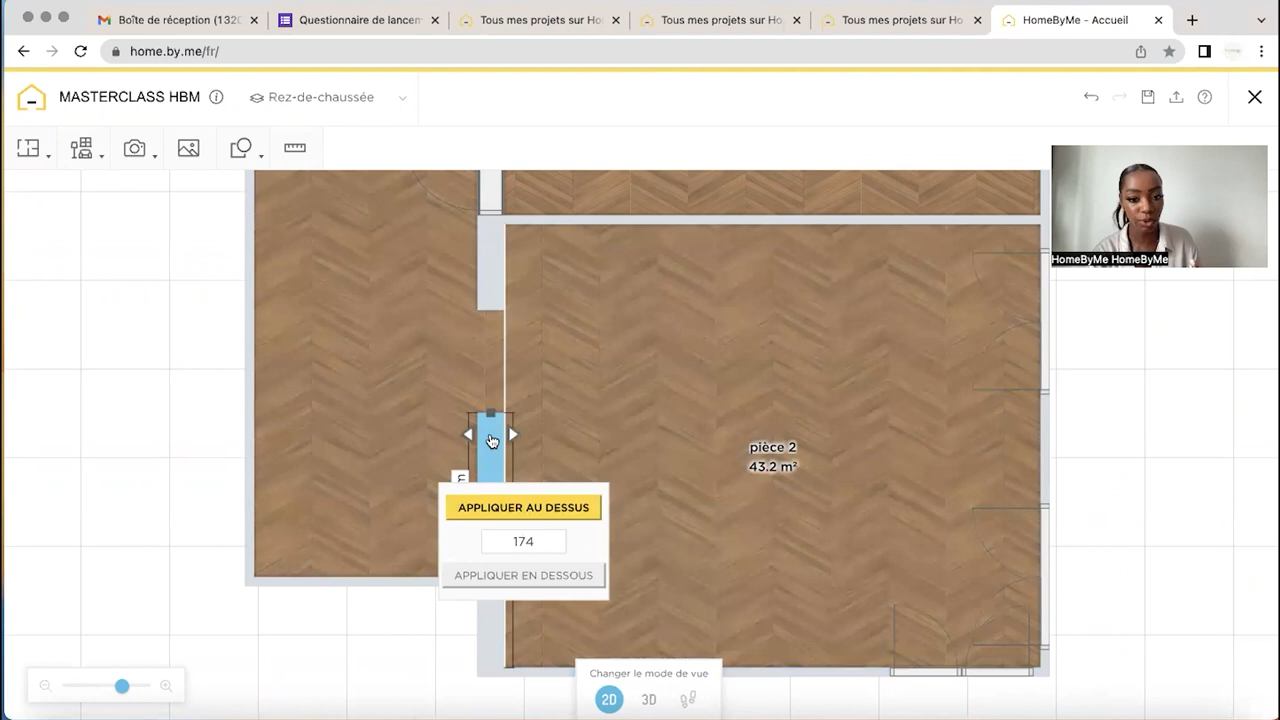 Boîte de réception (1320
Questionnaire de lancem
Tous mes projets sur Ho
Tous mes projets sur Ho
Tous mes projets sur Ho
HomeByMe - Accueil
home.by.me/fr/
MASTERCLASS HBM
Rez-de-chaussée
HomeByMe HomeByMe
pièce 2
43.2 m²
m
APPLIQUER AU DESSUS
174
APPLIQUER EN DESSOUS
Changer le mode de vue
2D
3D